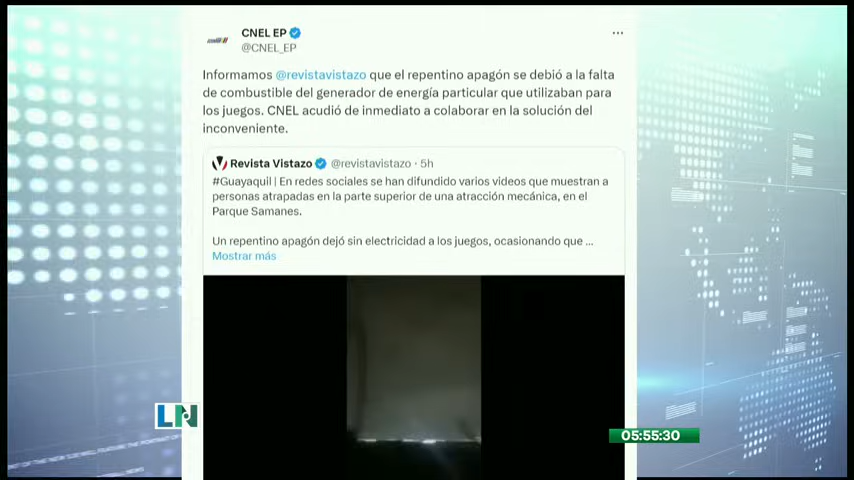 CNEL EP
@CNEL_EP
Informamos @revistavistazo que el repentino apagón se debió a la falta
de combustible del generador de energía particular que utilizaban para
los juegos. CNEL acudió de inmediato a colaborar en la solución del
inconveniente.
Revista Vistazo @revistavistazo · 5h
#Guayaquil | En redes sociales se han difundido varios videos que muestran a
personas atrapadas en la parte superior de una atracción mecánica, en el
Parque Samanes.
Un repentino apagón dejó sin electricidad a los juegos, ocasionando que ...
Mostrar más
LN
05:55:30